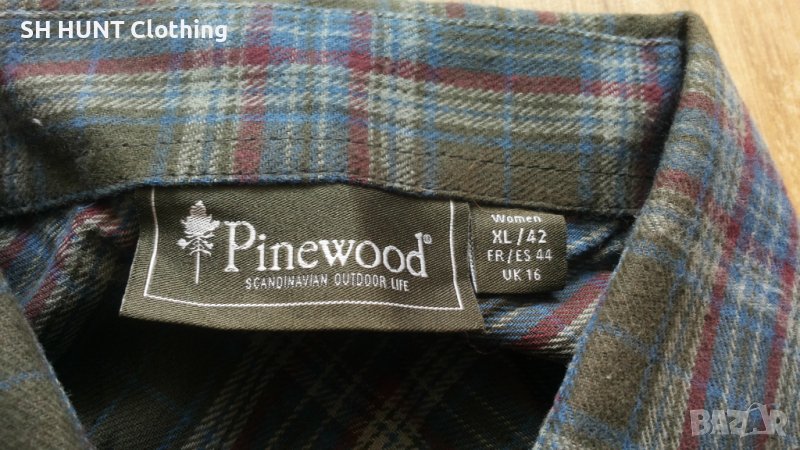 SH HUNT Clothing
Pinewood®
SCANDINAVIAN OUTDOOR LIFE
Women
XL / 42
FR/ES 44
UK 16
BAZAR